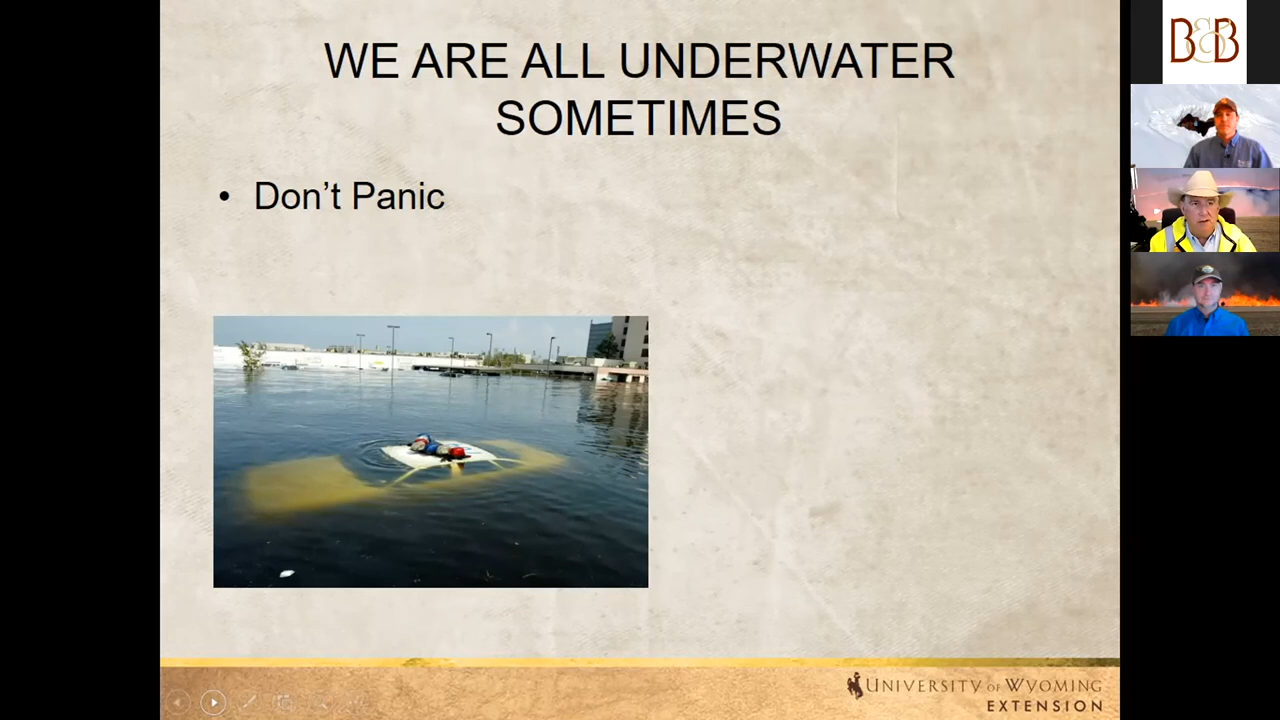 WE ARE ALL UNDERWATER
SOMETIMES
• Don’t Panic
UNIVERSITY OF WYOMING
EXTENSION
B&B